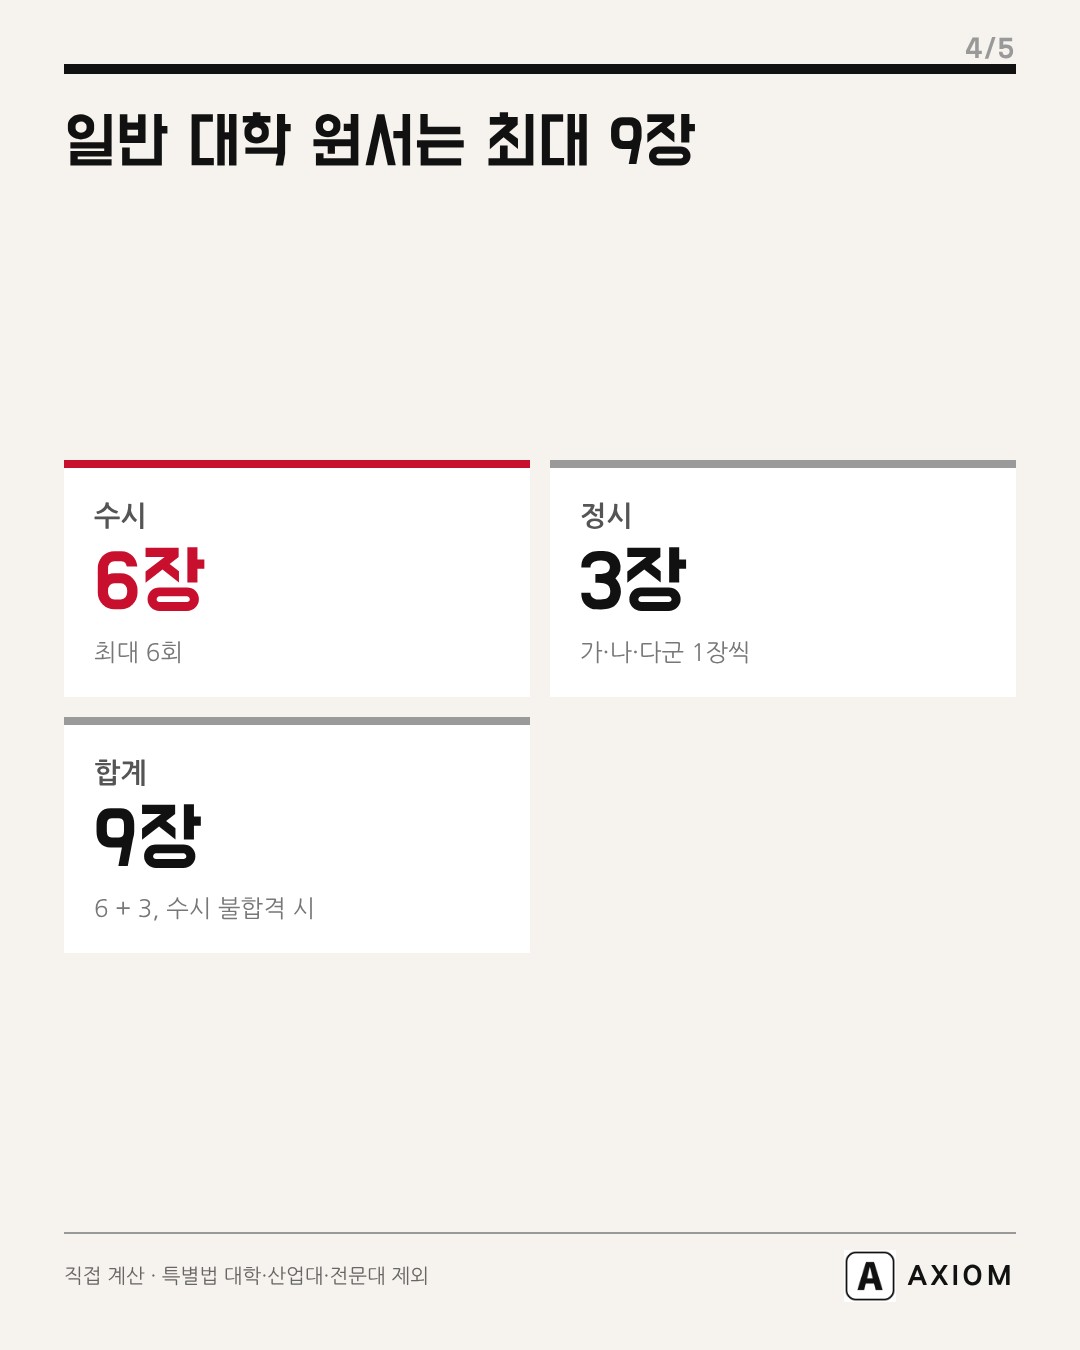 4/5
일반 대학 원서는 최대 9장
수시
6장
최대 6회
정시
3장
가·나·다군 1장씩
합계
9장
6 + 3, 수시 불합격 시
직접 계산 · 특별법 대학·산업대·전문대 제외
A AXIOM